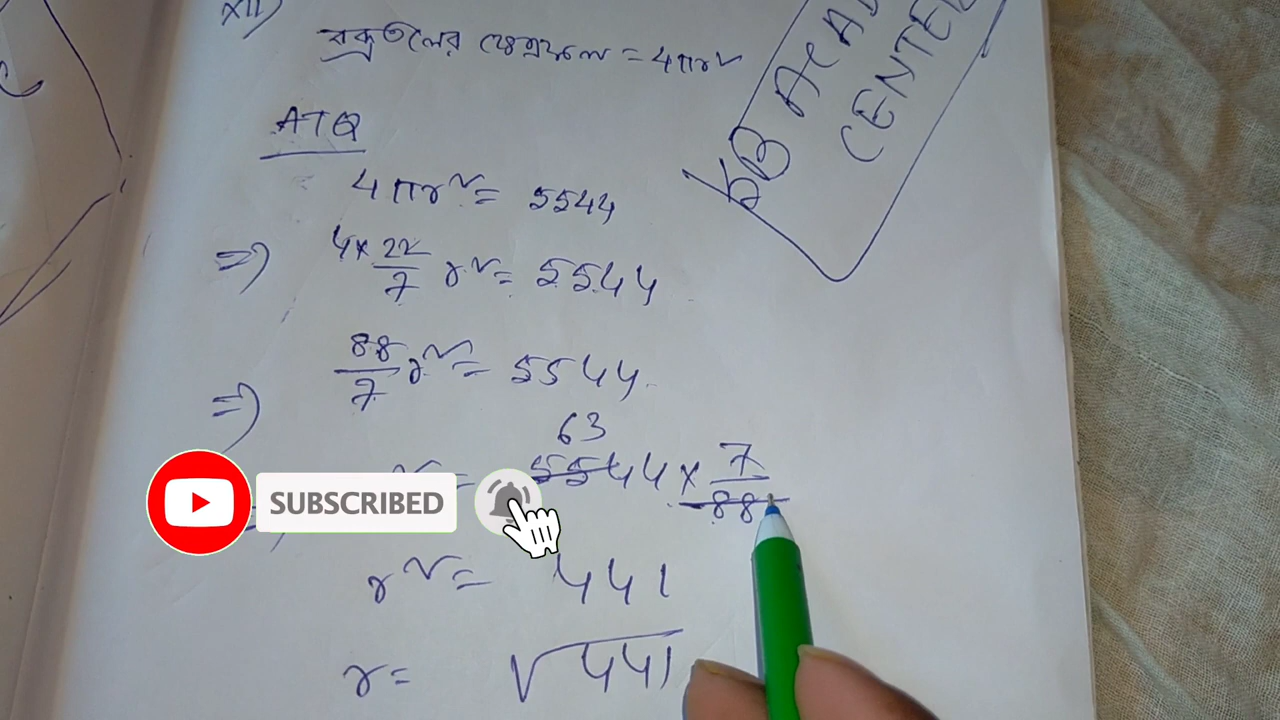 XII)
বক্রতলের ক্ষেত্রফল = 4πr²
ATQ
4πr² = 5544
⇒ 4×22/7 r² = 5544
⇒ 88/7 r² = 5544
63
= 5544 × 7/88
r² = 441
r = √441
CENTER
SUBSCRIBED